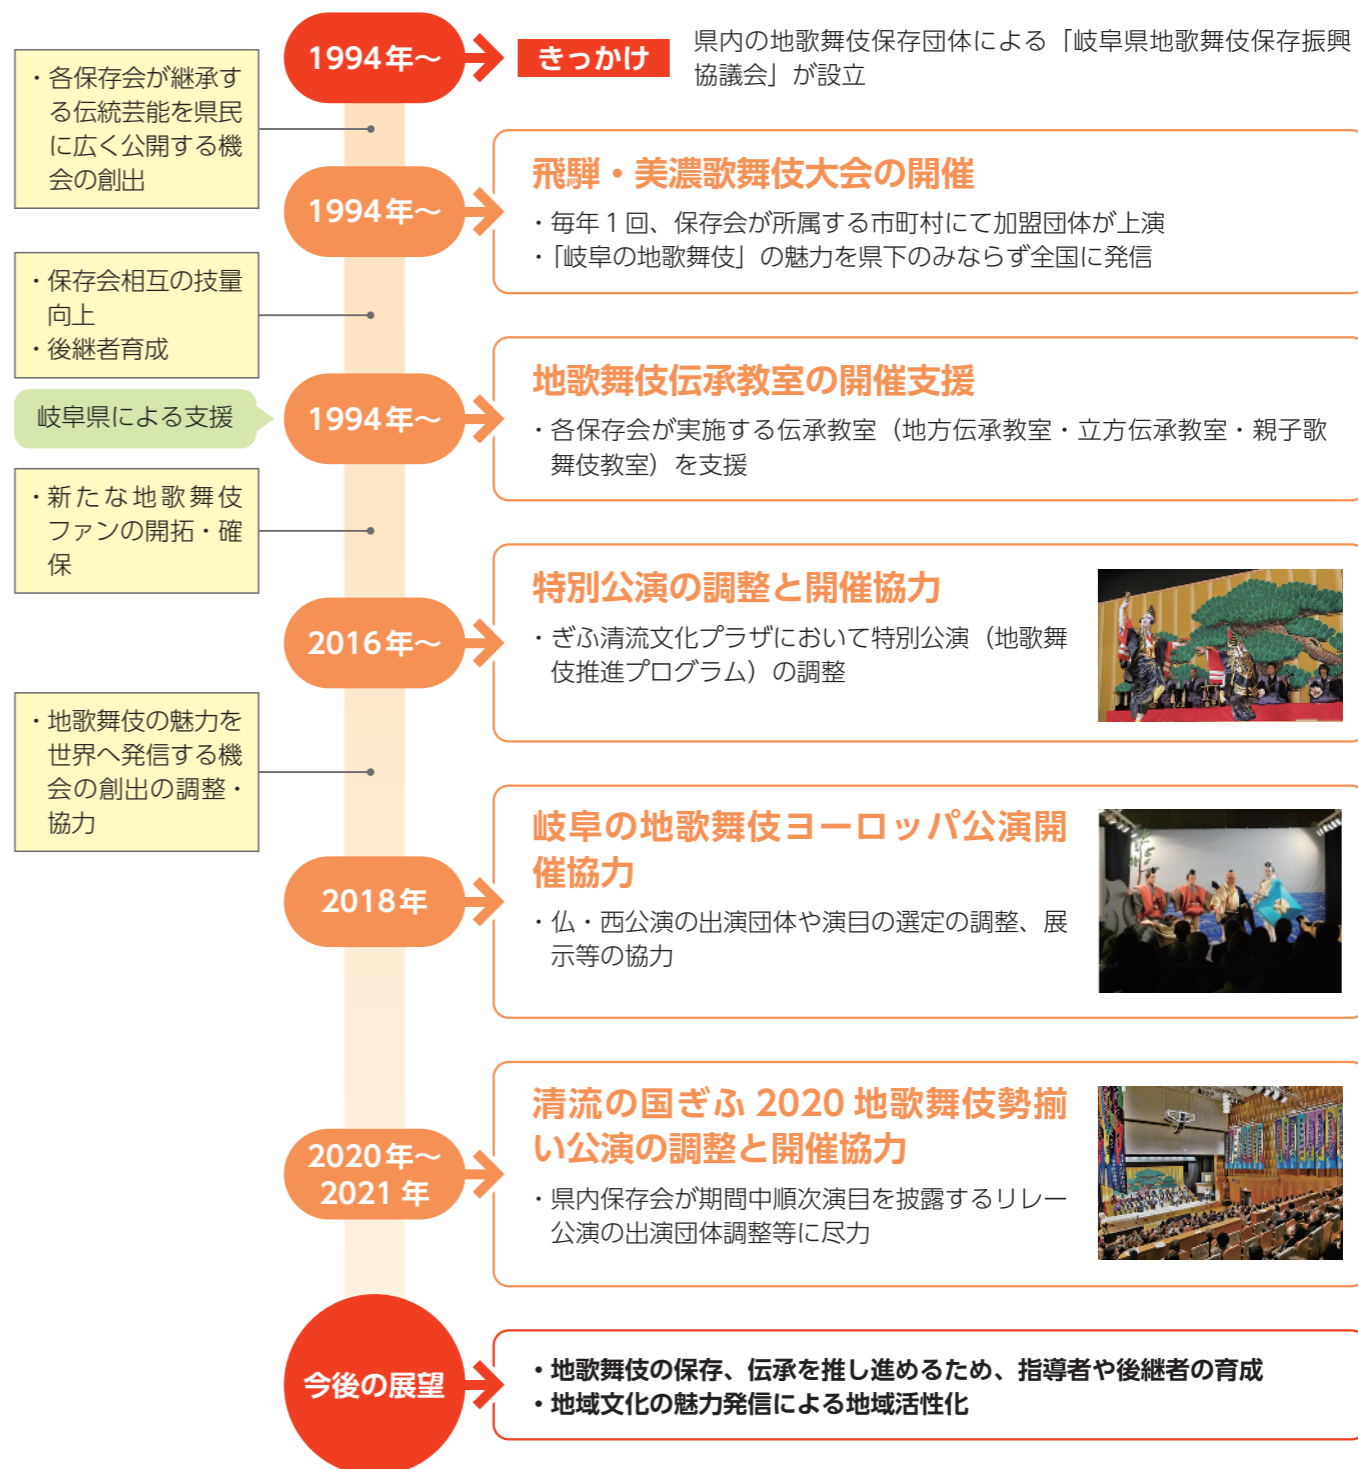 1994年～
きっかけ
県内の地歌舞伎保存団体による「岐阜県地歌舞伎保存振興
協議会」が設立
・各保存会が継承す
る伝統芸能を県民
に広く公開する機
会の創出
1994年～
飛騨・美濃歌舞伎大会の開催
・毎年１回、保存会が所属する市町村にて加盟団体が上演
・「岐阜の地歌舞伎」の魅力を県下のみならず全国に発信
・保存会相互の技量
向上
・後継者育成
岐阜県による支援
1994年～
地歌舞伎伝承教室の開催支援
・各保存会が実施する伝承教室（地方伝承教室・立方伝承教室・親子歌
舞伎教室）を支援
・新たな地歌舞伎
ファンの開拓・確
保
2016年～
特別公演の調整と開催協力
・ぎふ清流文化プラザにおいて特別公演（地歌舞
伎推進プログラム）の調整
・地歌舞伎の魅力を
世界へ発信する機
会の創出の調整・
協力
2018年
岐阜の地歌舞伎ヨーロッパ公演開
催協力
・仏・西公演の出演団体や演目の選定の調整、展
示等の協力
2020年～
2021年
清流の国ぎふ 2020 地歌舞伎勢揃
い公演の調整と開催協力
・県内保存会が期間中順次演目を披露するリレー
公演の出演団体調整等に尽力
今後の展望
・地歌舞伎の保存、伝承を推し進めるため、指導者や後継者の育成
・地域文化の魅力発信による地域活性化